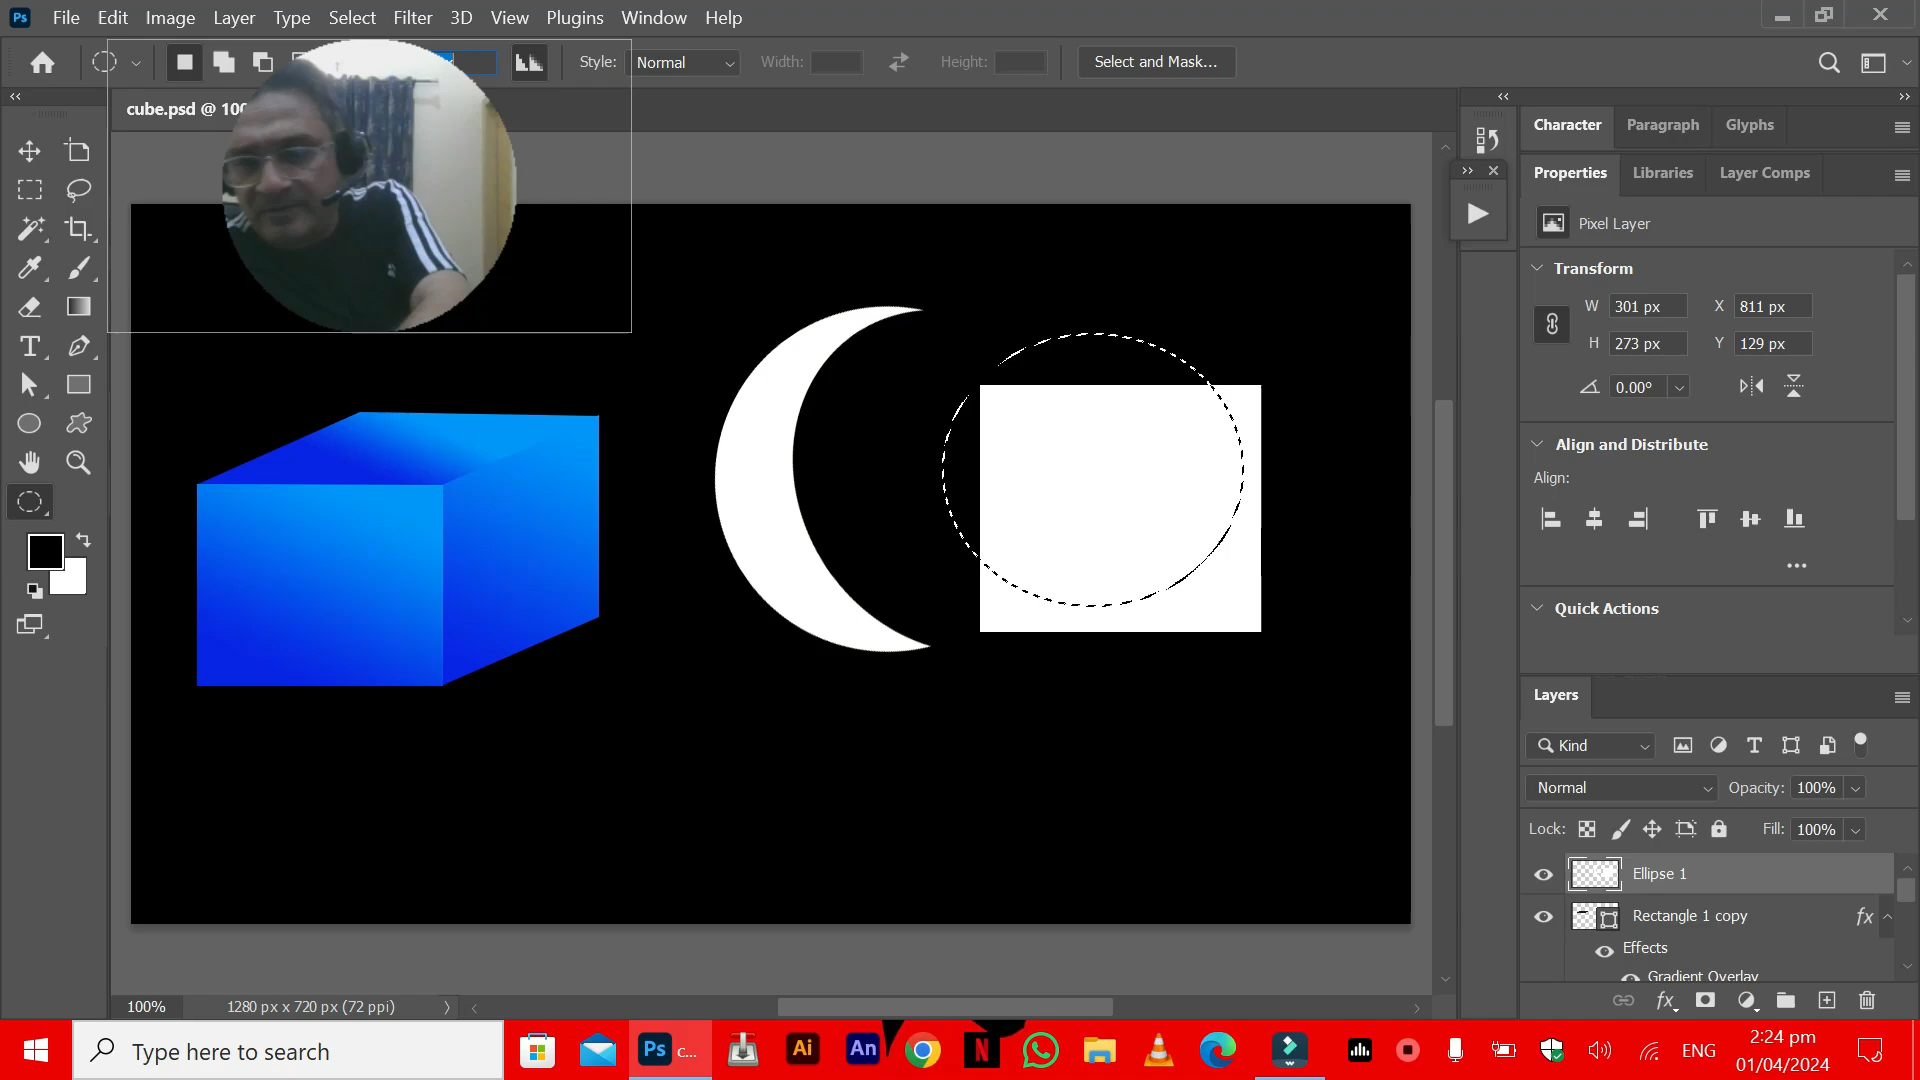 Ps File Edit Image Layer Type Select Filter 3D View Plugins Window Help
Style: Normal Width: Height: Select and Mask...
cube.psd @ 100
Character Paragraph Glyphs
Properties Libraries Layer Comps
Pixel Layer
Transform
W 301 px X 811 px
H 273 px Y 129 px
0.00°
Align and Distribute
Align:
Quick Actions
Layers
Kind
Normal Opacity: 100%
Lock: Fill: 100%
Ellipse 1
Rectangle 1 copy fx
Effects
Gradient Overlay
fx
100% 1280 px x 720 px (72 ppi)
Type here to search Ps c... Ai An N ENG
2:24 pm
01/04/2024